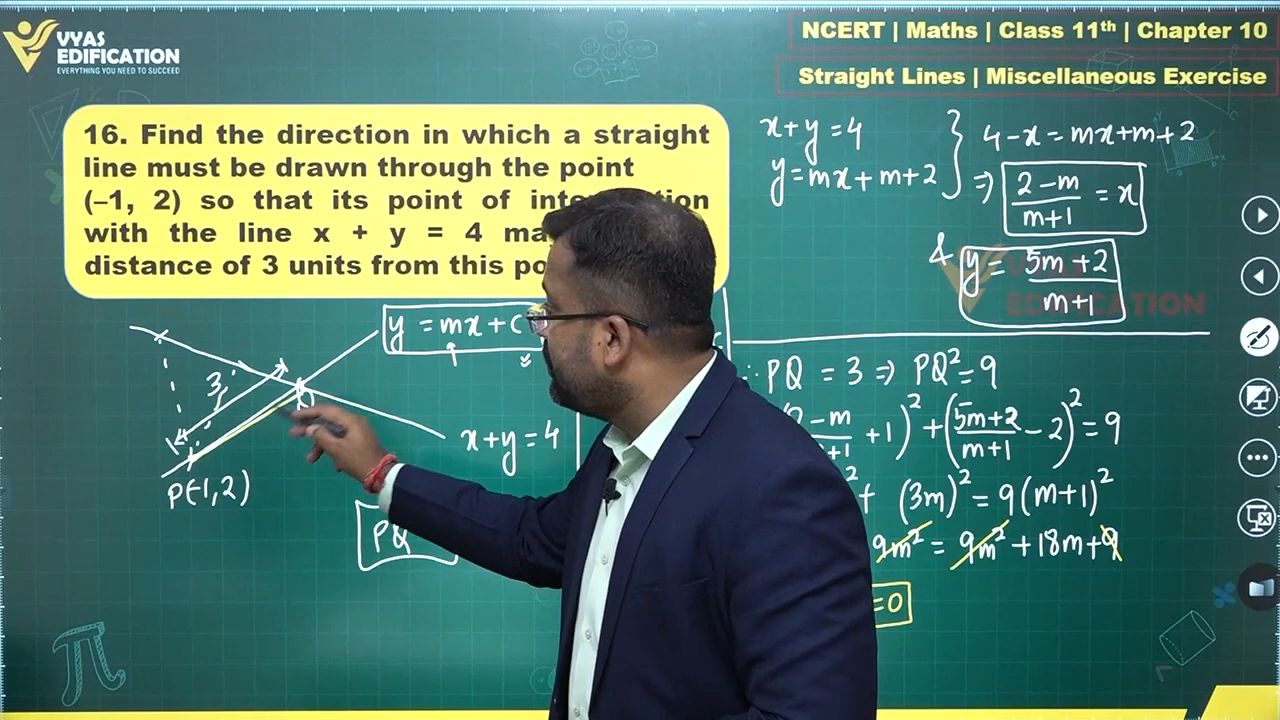 VYAS
EDIFICATION
EVERYTHING YOU NEED TO SUCCEED
NCERT | Maths | Class 11th | Chapter 10
Straight Lines | Miscellaneous Exercise
16. Find the direction in which a straight
line must be drawn through the point
(–1, 2) so that its point of
with the line x + y = 4
distance of 3 units from this
y = mx + c
3
x+y=4
P(-1,2)
PQ
x+y=4
y=mx+m+2
4-x=mx+m+2
⇒ 2-m/m+1 = x
& y = 5m+2/m+1
EDIFICATION
∴ PQ = 3 ⇒ PQ²=9
+1)² + (5m+2/m+1 - 2)² = 9
+ (3m)² = 9(m+1)²
9m² = 9m² + 18m + 9
=0